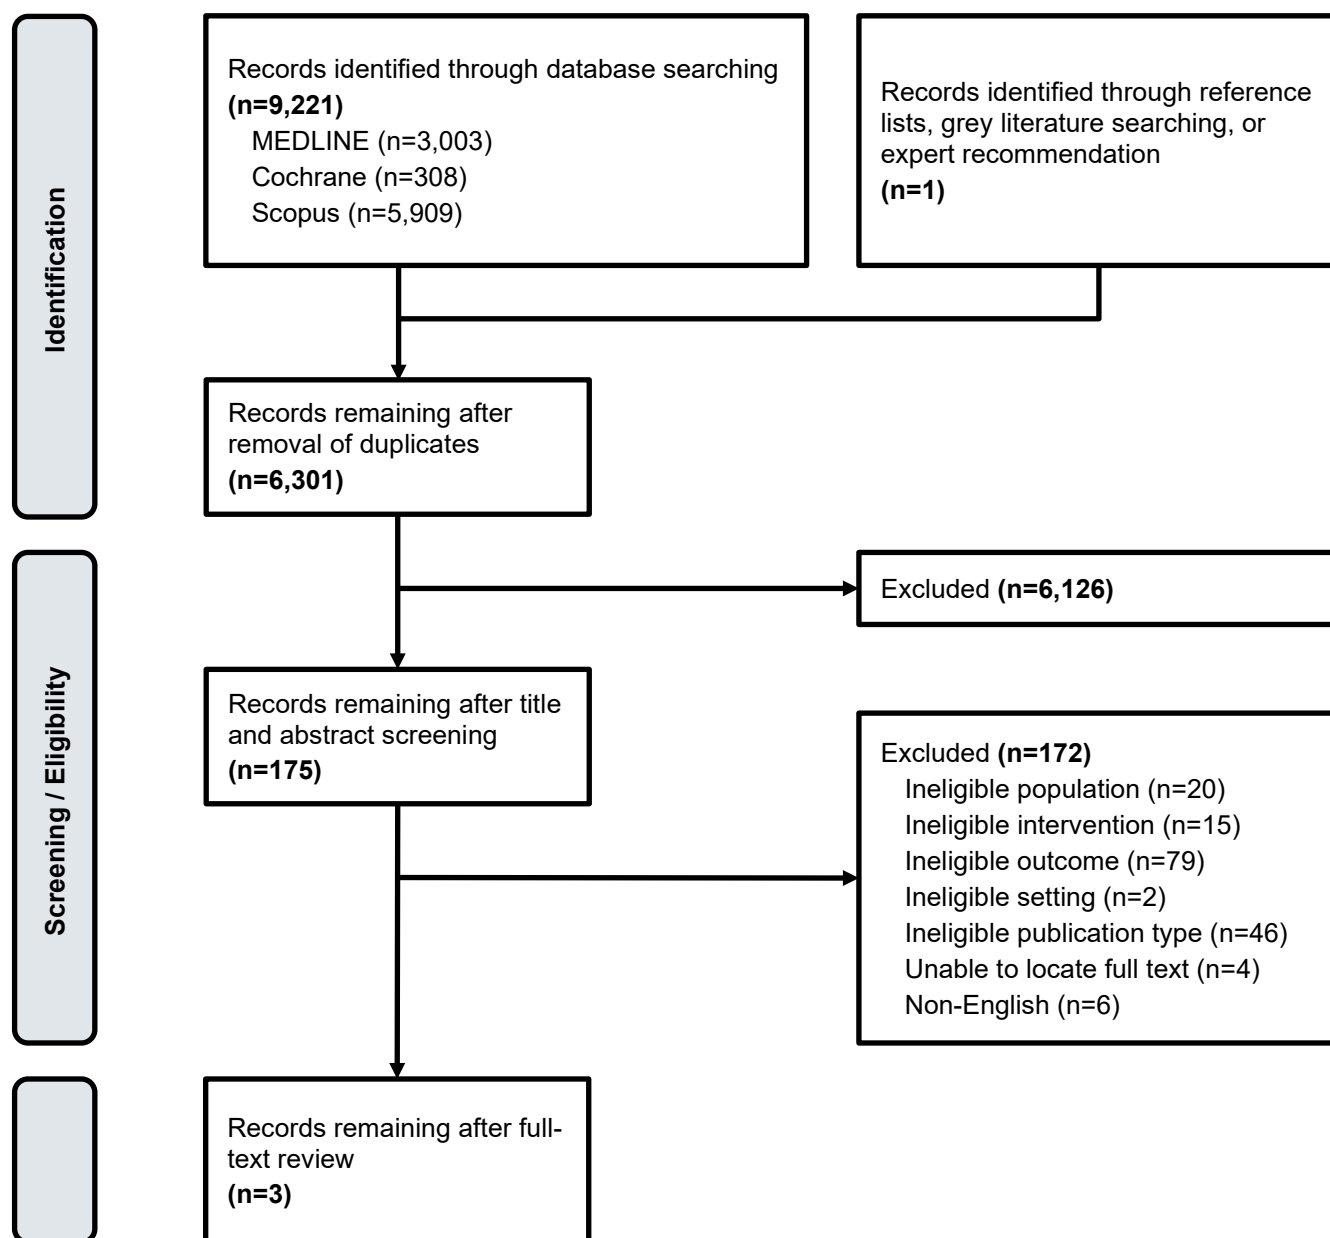 Identification
Records identified through database searching
(n=9,221)
MEDLINE (n=3,003)
Cochrane (n=308)
Scopus (n=5,909)
Records identified through reference
lists, grey literature searching, or
expert recommendation
(n=1)
Records remaining after
removal of duplicates
(n=6,301)
Screening / Eligibility
Excluded (n=6,126)
Records remaining after title
and abstract screening
(n=175)
Excluded (n=172)
Ineligible population (n=20)
Ineligible intervention (n=15)
Ineligible outcome (n=79)
Ineligible setting (n=2)
Ineligible publication type (n=46)
Unable to locate full text (n=4)
Non-English (n=6)
Records remaining after full-
text review
(n=3)